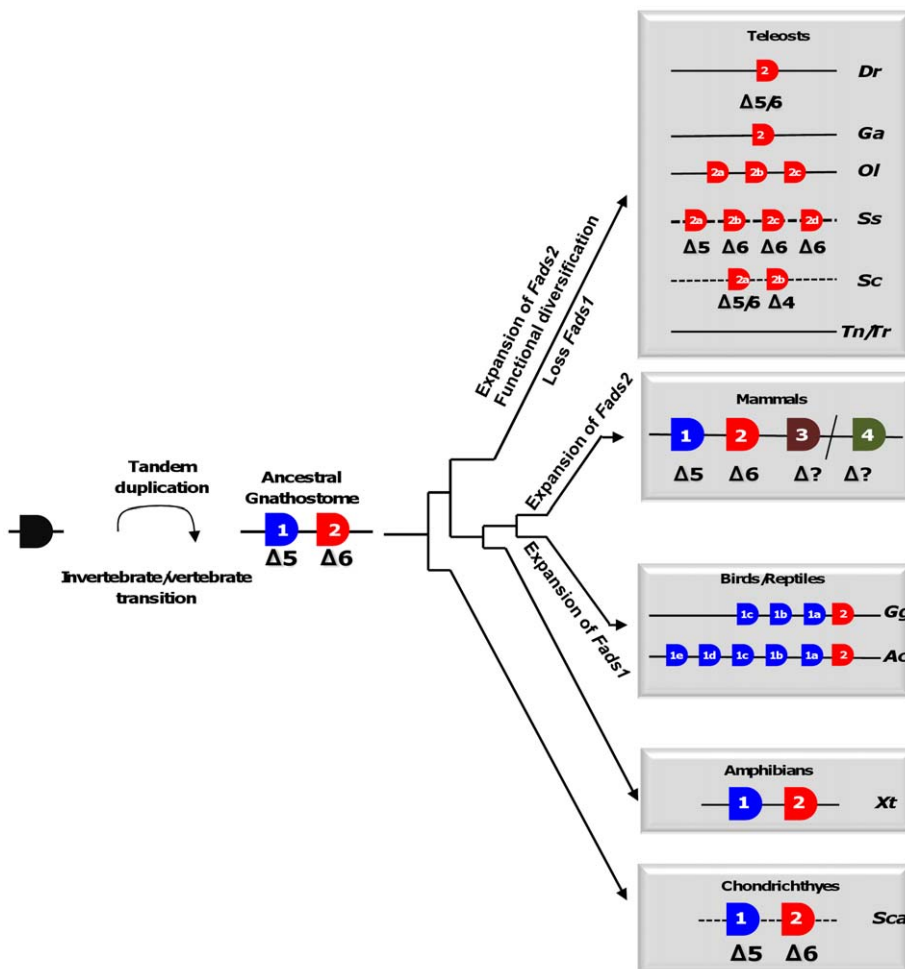 Teleosts
2 Dr
Δ5/6
2 Ga
2a 2b 2c Ol
2a 2b 2c 2d Ss
Δ5 Δ6 Δ6 Δ6
2a 2b Sc
Δ5/6 Δ4
Tn/Tr
Expansion of Fads2
Functional diversification
Loss Fads1
Mammals
1 2 3 4
Δ5 Δ6 Δ? Δ?
Expansion of Fads2
Tandem
duplication
Invertebrate/vertebrate
transition
Ancestral
Gnathostome
1 2
Δ5 Δ6
Expansion of Fads1
Birds/Reptiles
1c 1b 1a 2 Gg
1e 1d 1c 1b 1a 2 Ac
Amphibians
1 2 Xt
Chondrichthyes
1 2 Sca
Δ5 Δ6